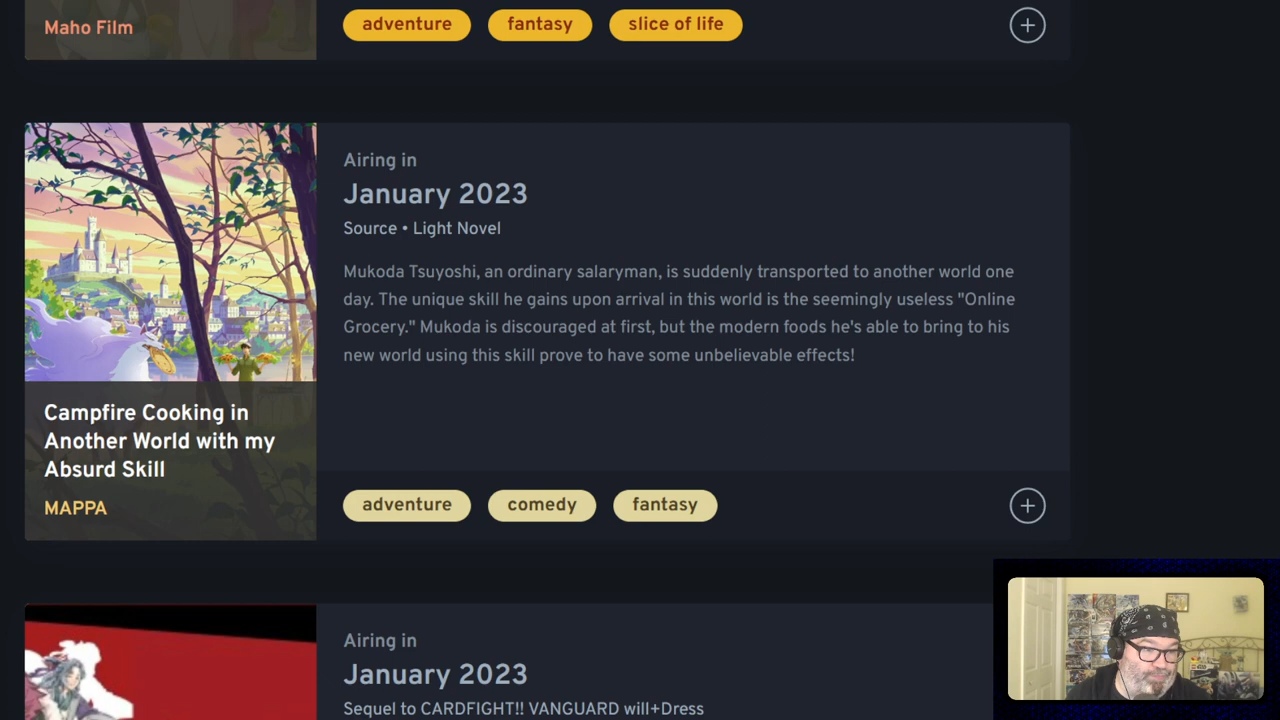 Maho Film
adventure
fantasy
slice of life
Airing in
January 2023
Source • Light Novel
Mukoda Tsuyoshi, an ordinary salaryman, is suddenly transported to another world one
day. The unique skill he gains upon arrival in this world is the seemingly useless "Online
Grocery." Mukoda is discouraged at first, but the modern foods he's able to bring to his
new world using this skill prove to have some unbelievable effects!
Campfire Cooking in
Another World with my
Absurd Skill
MAPPA
adventure
comedy
fantasy
Airing in
January 2023
Sequel to CARDFIGHT!! VANGUARD will+Dress